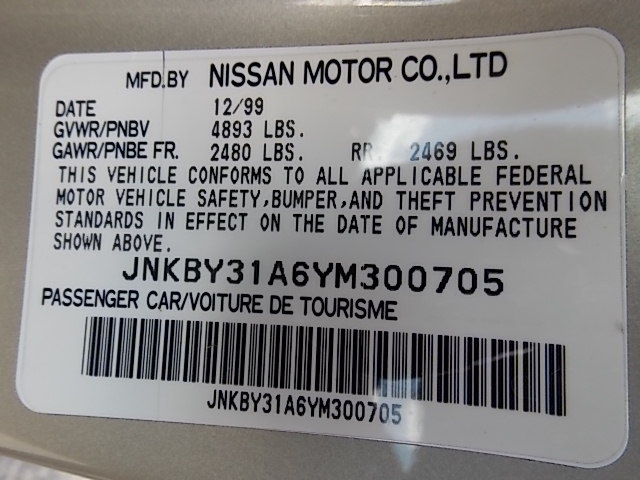 MFD.BY NISSAN MOTOR CO.,LTD
DATE 12/99
GVWR/PNBV 4893 LBS.
GAWR/PNBE FR. 2480 LBS. RR. 2469 LBS.
THIS VEHICLE CONFORMS TO ALL APPLICABLE FEDERAL
MOTOR VEHICLE SAFETY,BUMPER,AND THEFT PREVENTION
STANDARDS IN EFFECT ON THE DATE OF MANUFACTURE
SHOWN ABOVE.
JNKBY31A6YM300705
PASSENGER CAR/VOITURE DE TOURISME
JNKBY31A6YM300705